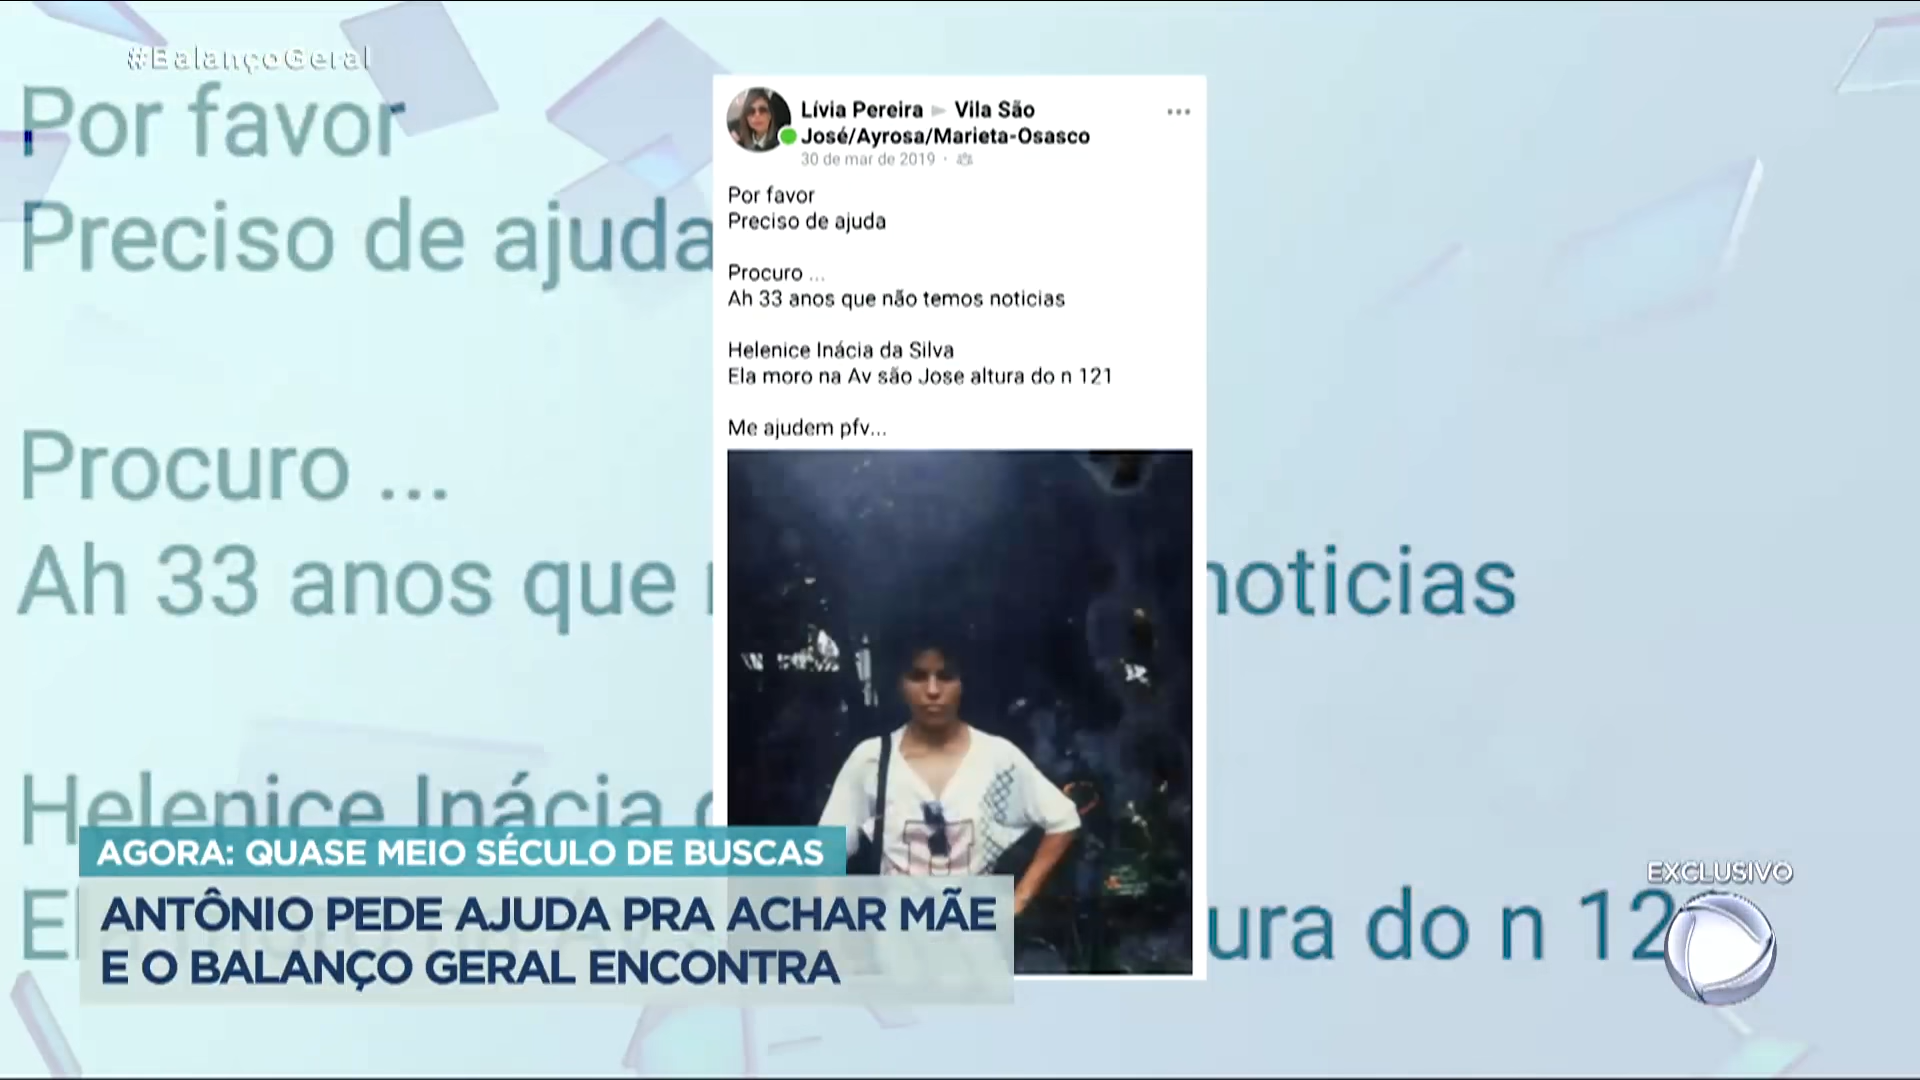 #BalançoGeral
Por favor
Preciso de ajuda
Procuro ...
Ah 33 anos que
noticias
Helenice Inácia
ura do n 12
Lívia Pereira ► Vila São
José/Ayrosa/Marieta-Osasco
30 de mar de 2019 ·
Por favor
Preciso de ajuda
Procuro ...
Ah 33 anos que não temos noticias
Helenice Inácia da Silva
Ela moro na Av são Jose altura do n 121
Me ajudem pfv...
AGORA: QUASE MEIO SÉCULO DE BUSCAS
ANTÔNIO PEDE AJUDA PRA ACHAR MÃE
E O BALANÇO GERAL ENCONTRA
EXCLUSIVO